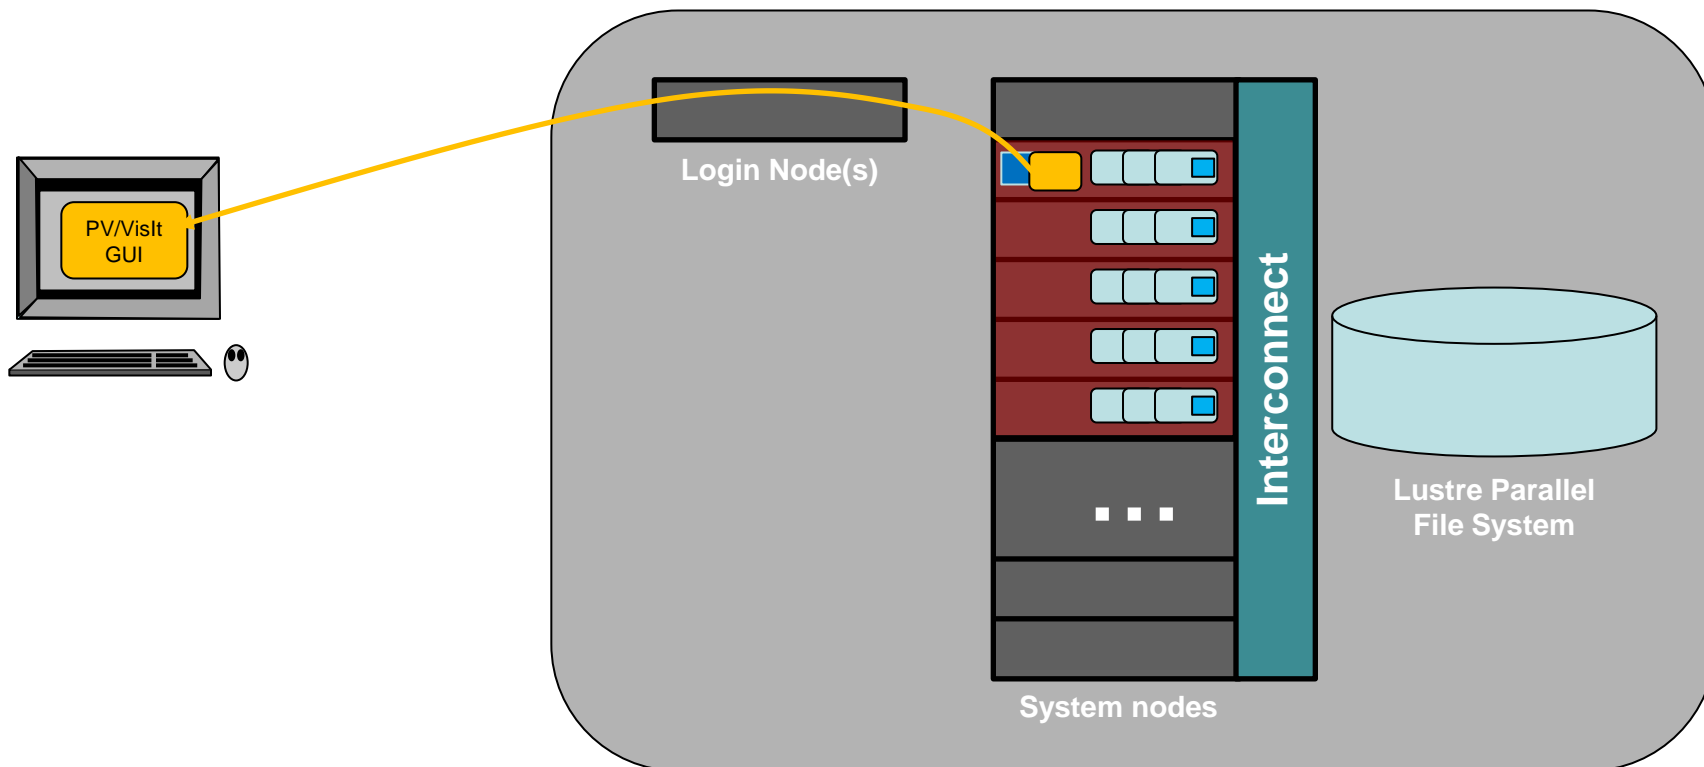 Login Node(s)
PV/VisIt
GUI
Interconnect
Lustre Parallel
File System
...
System nodes